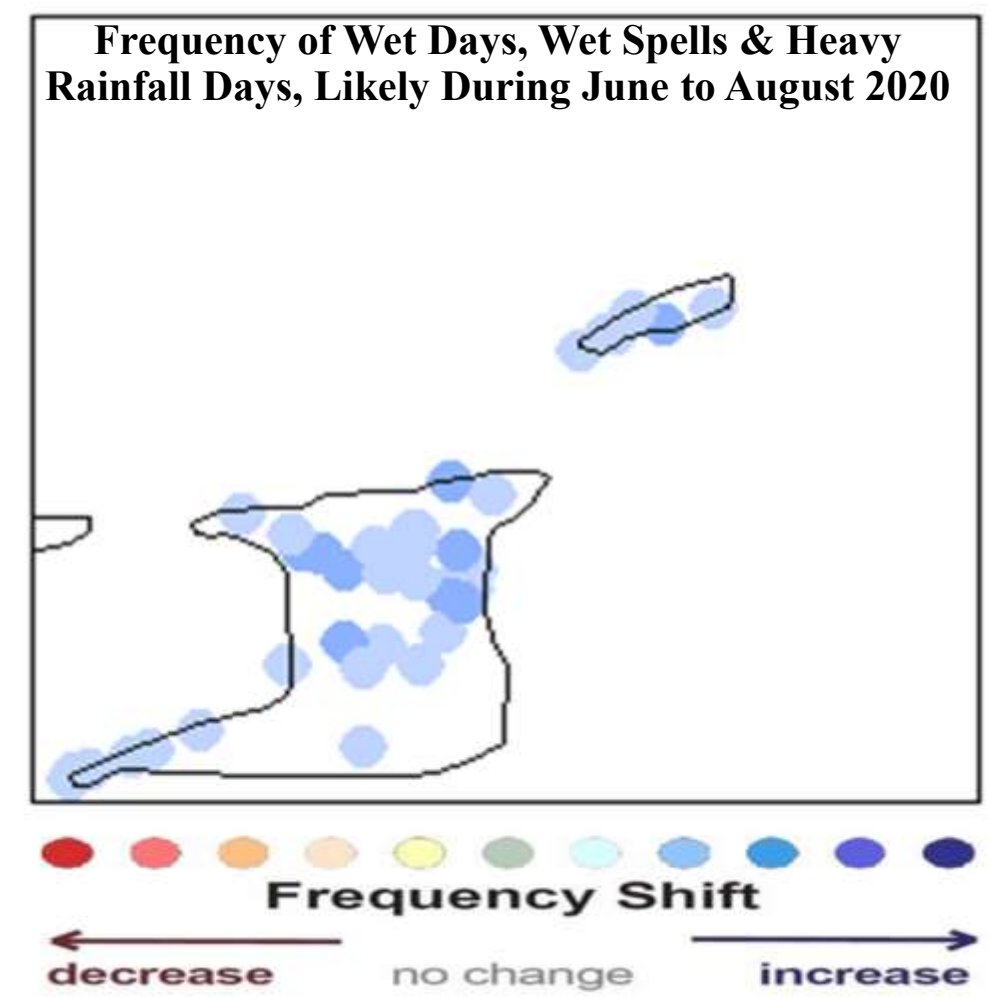 Frequency of Wet Days, Wet Spells & Heavy
Rainfall Days, Likely During June to August 2020
Frequency Shift
decrease no change increase